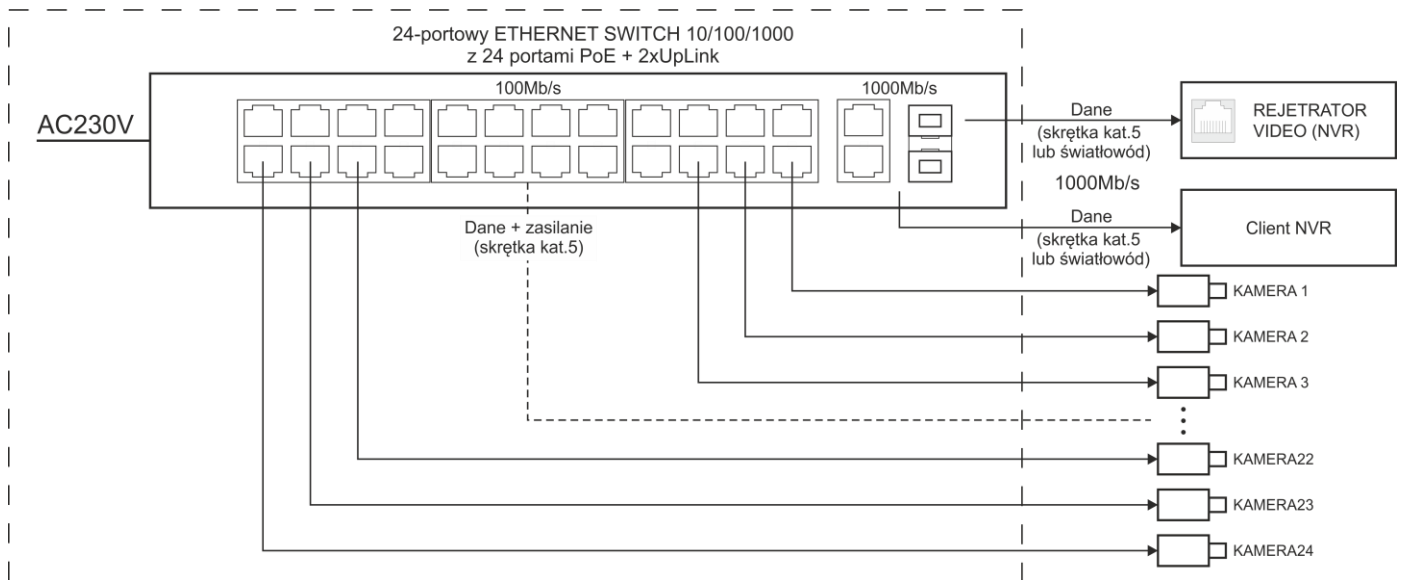 24-portowy ETHERNET SWITCH 10/100/1000
z 24 portami PoE + 2xUpLink
100Mb/s
1000Mb/s
AC230V
Dane
(skrętka kat.5
lub światłowód)
REJETRATOR
VIDEO (NVR)
1000Mb/s
Dane
(skrętka kat.5
lub światłowód)
Client NVR
Dane + zasilanie
(skrętka kat.5)
KAMERA 1
KAMERA 2
KAMERA 3
KAMERA22
KAMERA23
KAMERA24